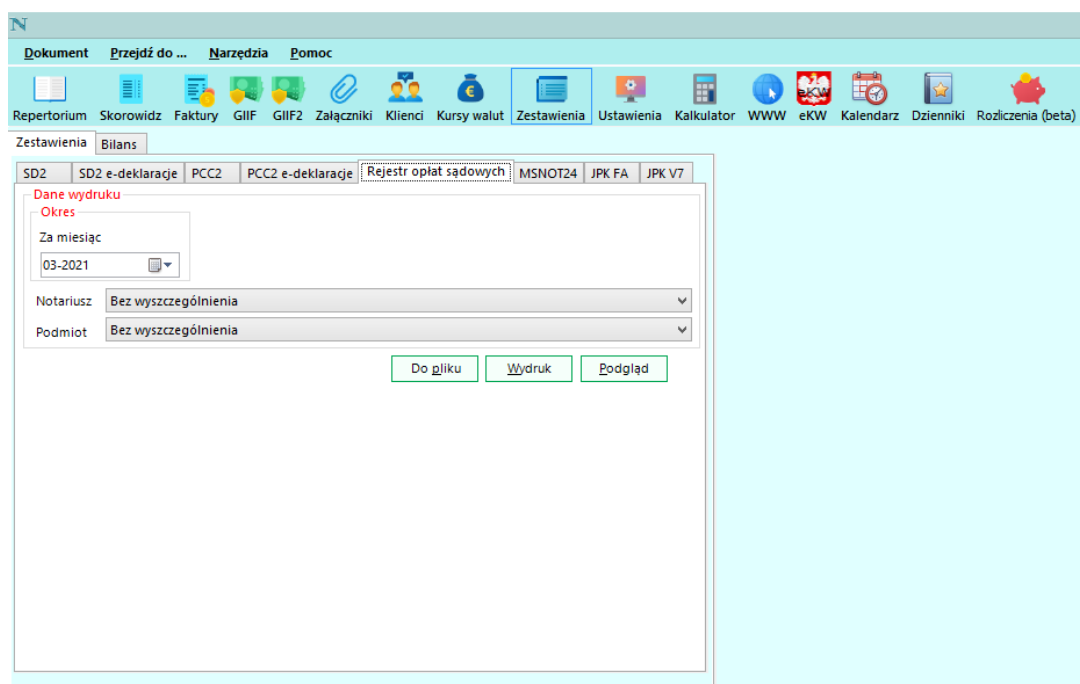 N
Dokument Przejdź do ... Narzędzia Pomoc
eKW
Repertorium Skorowidz Faktury GIIF GIIF2 Załączniki Klienci Kursy walut Zestawienia Ustawienia Kalkulator WWW eKW Kalendarz Dzienniki Rozliczenia (beta)
Zestawienia Bilans
SD2 SD2 e-deklaracje PCC2 PCC2 e-deklaracje Rejestr opłat sądowych MSNOT24 JPK FA JPK V7
Dane wydruku
Okres
Za miesiąc
03-2021
Notariusz Bez wyszczególnienia
Podmiot Bez wyszczególnienia
Do pliku Wydruk Podgląd